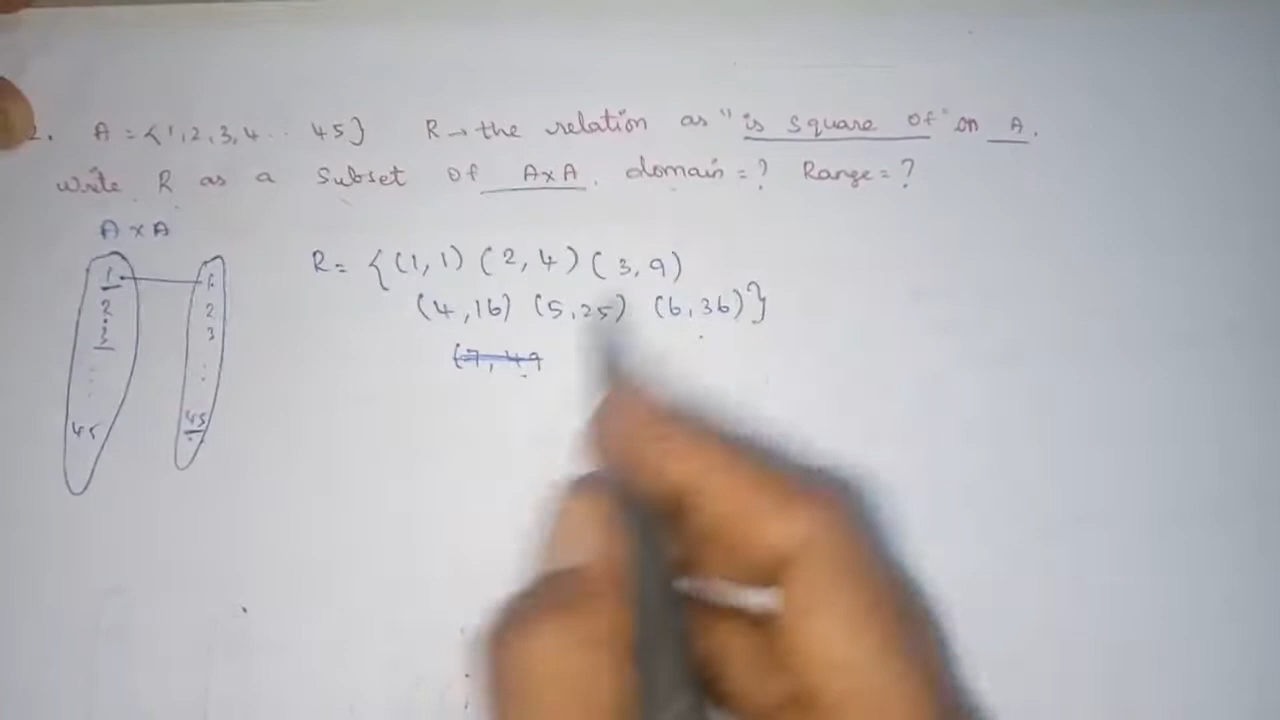 2. A = {1,2,3,4.. 45} R→ the relation as "is square of" on A.
Write R as a subset of A×A. domain=? Range=?
A × A
R= {(1,1) (2,4) (3,9)
(4,16) (5,25) (6,36)}
(7,49
1
2
3
45
1
2
3
45